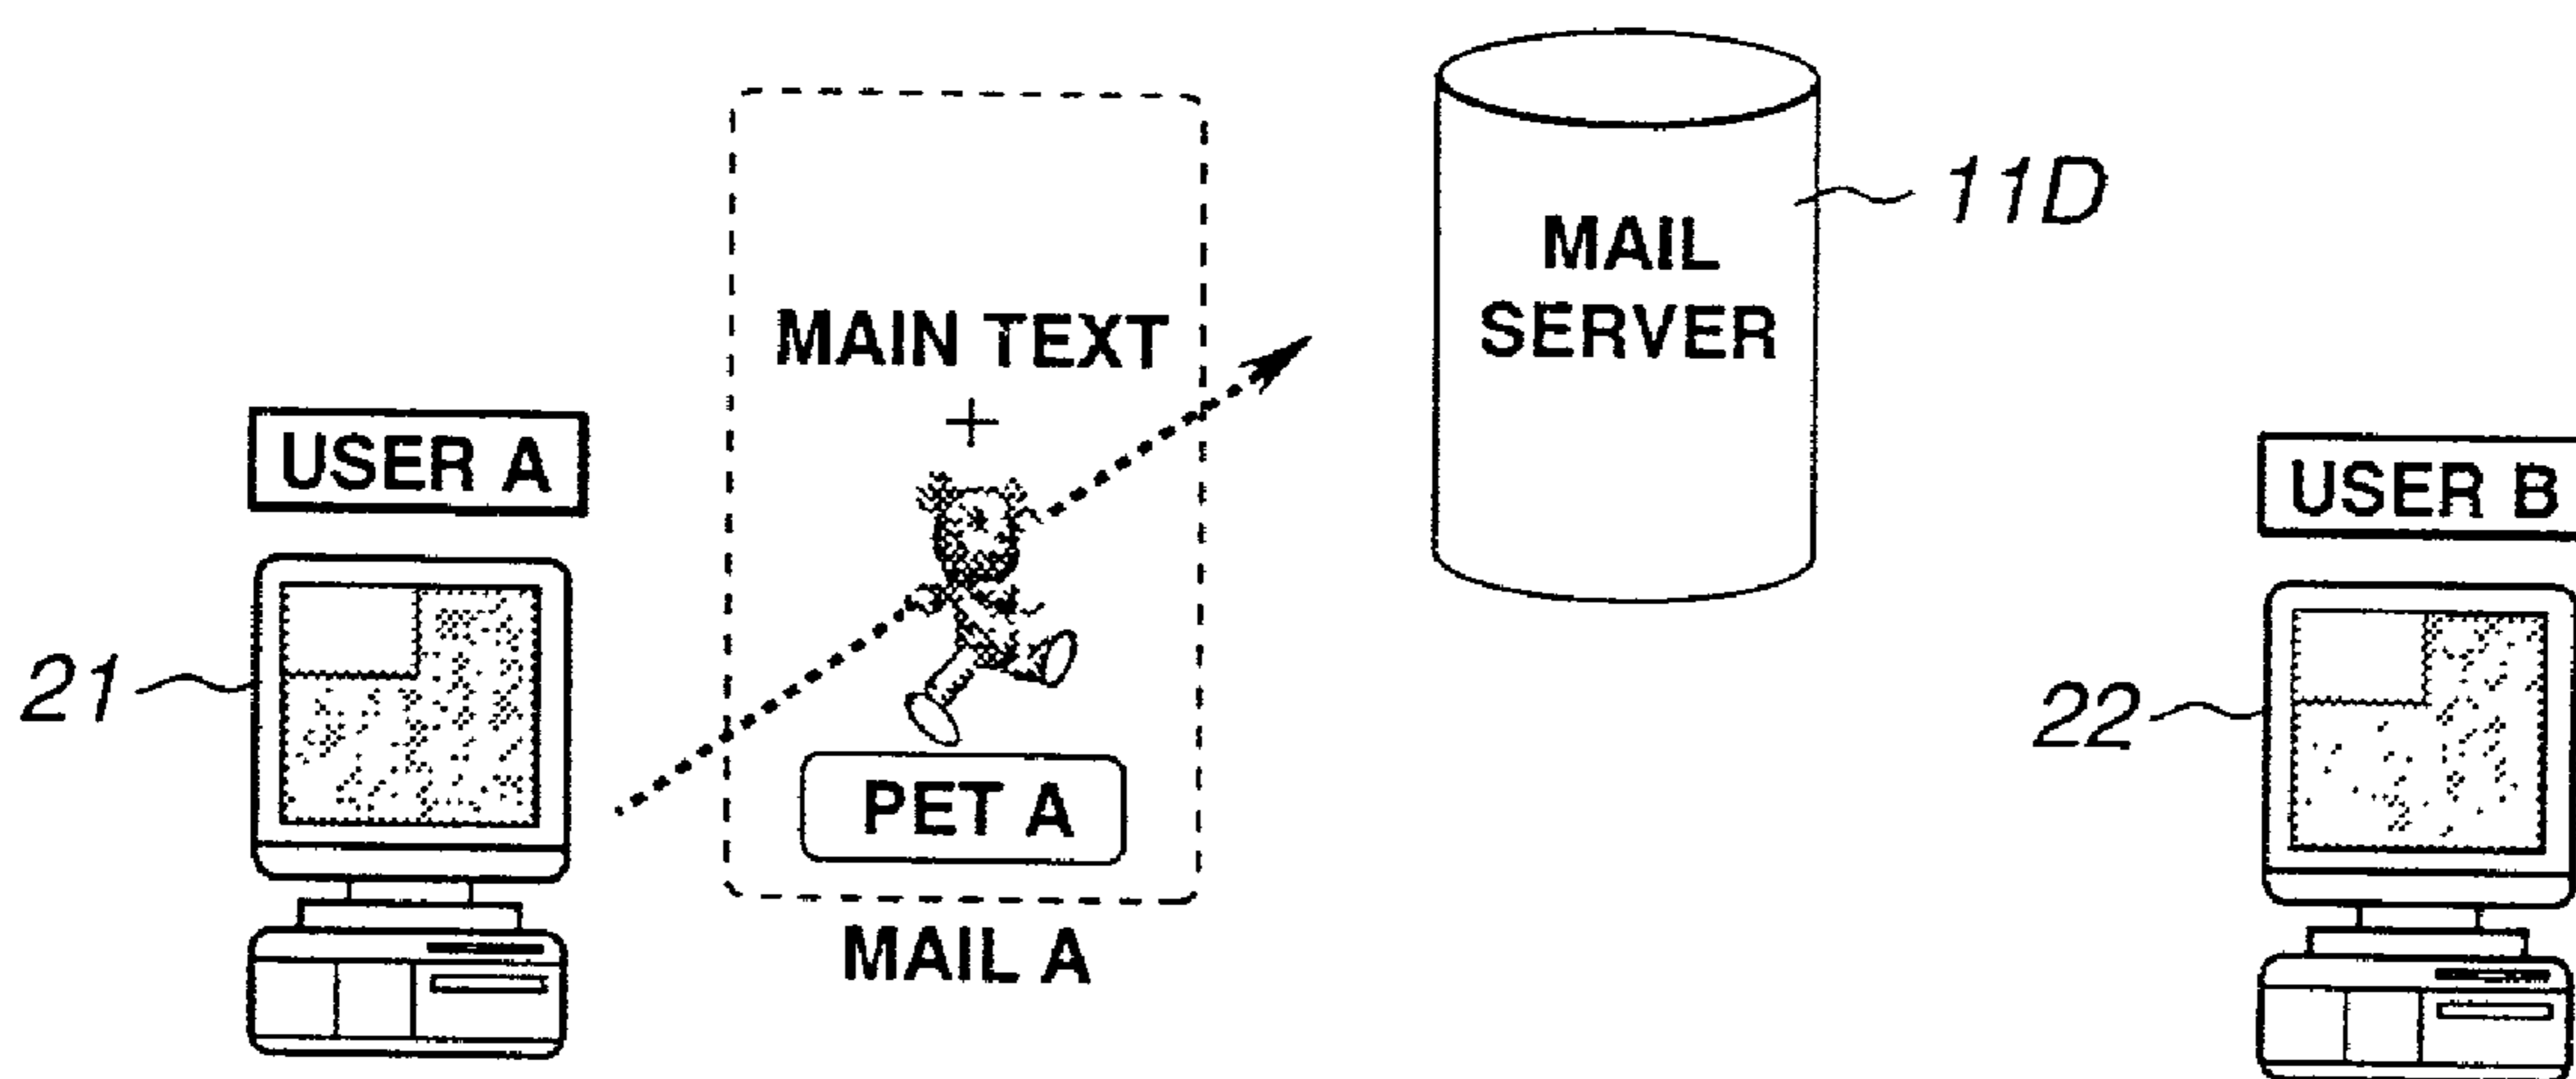 11D
MAIL
SERVER
MAIN TEXT
+
USER A
USER B
21
22
PET A
MAIL A